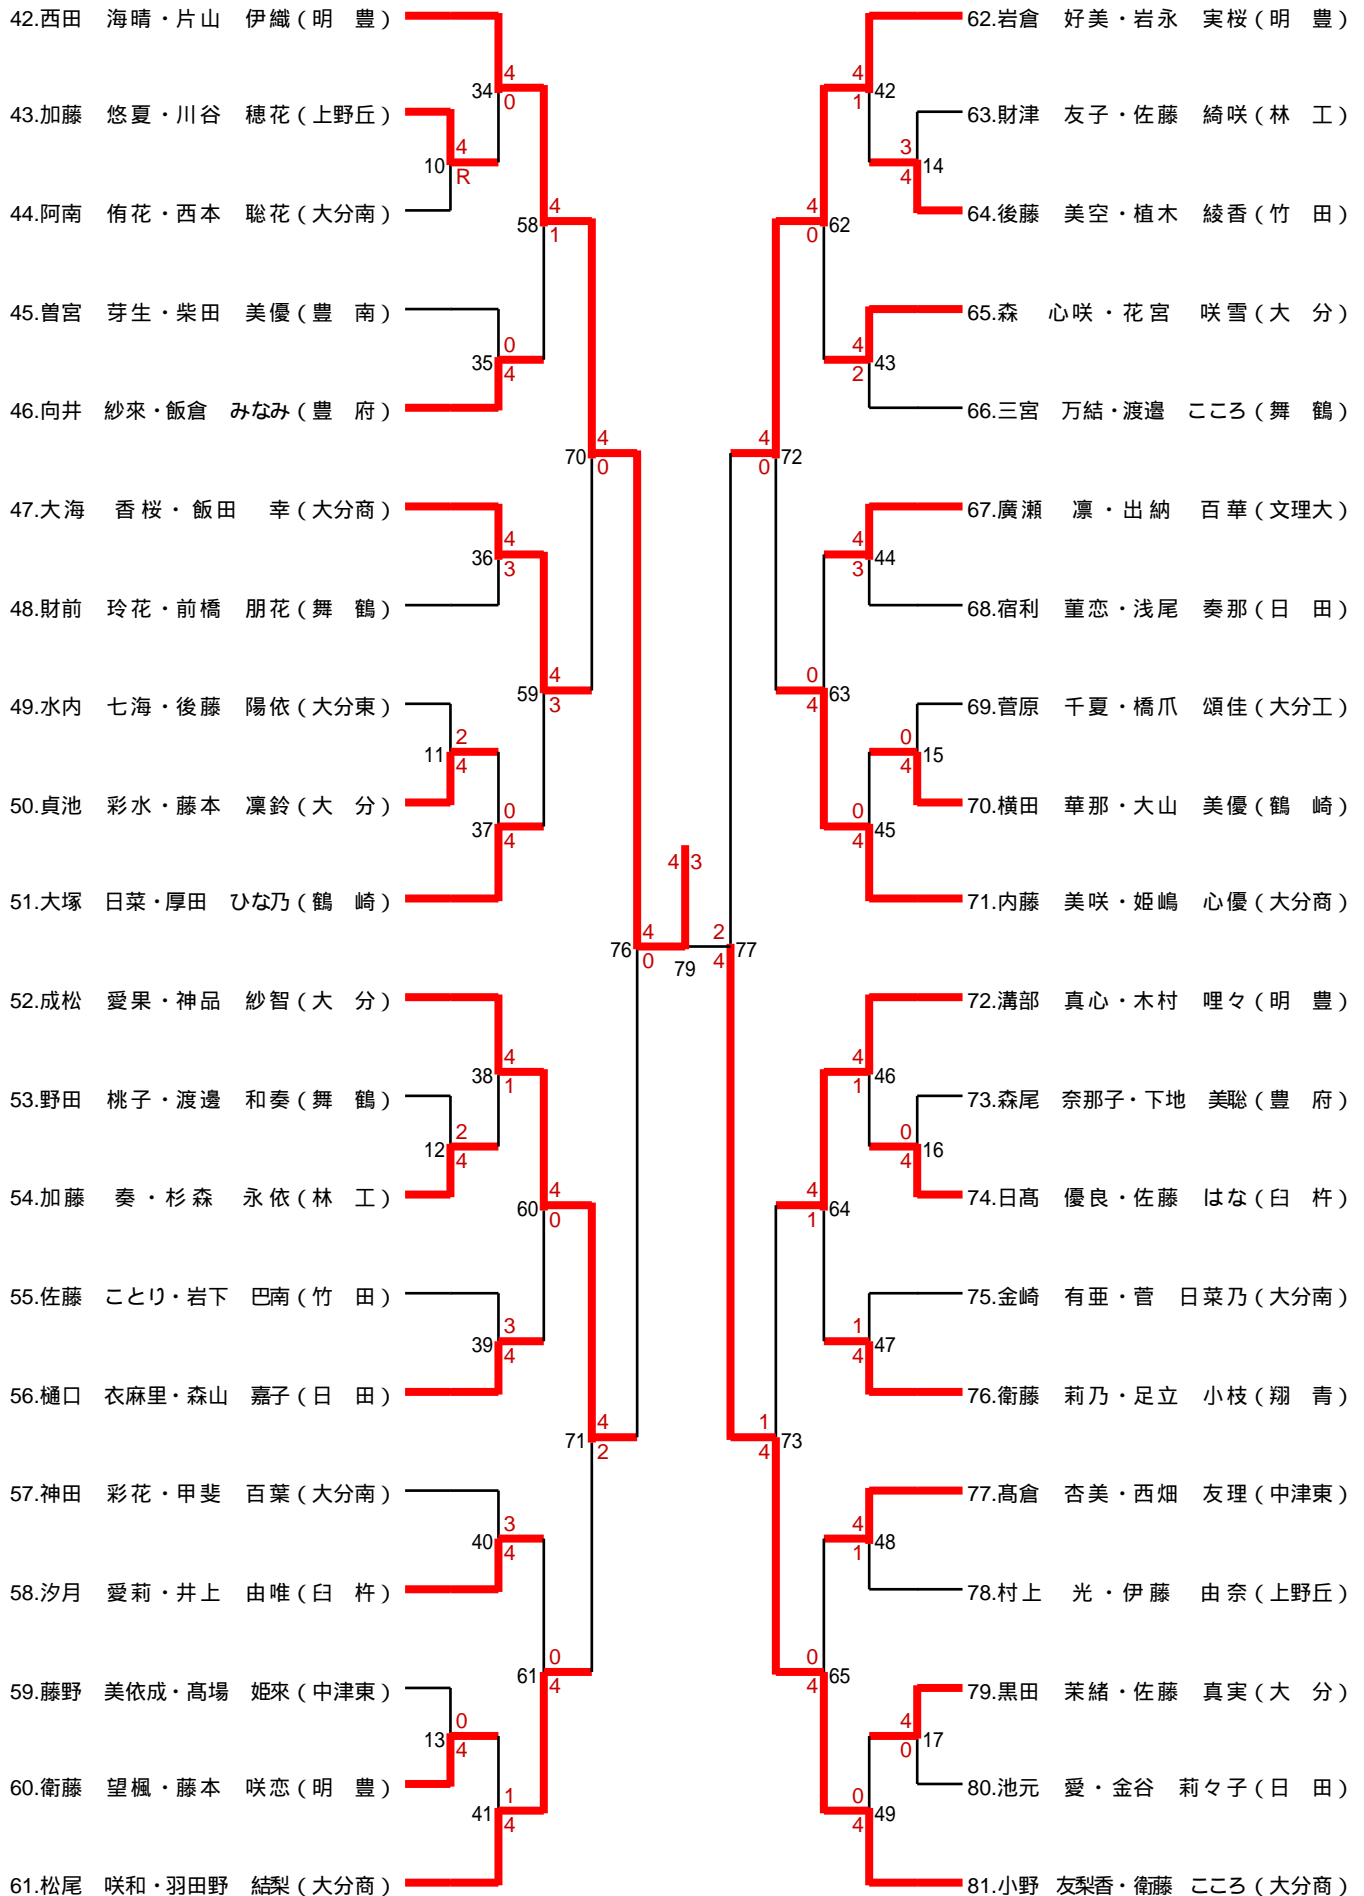 42.西田　海晴・片山　伊織(明　豊)
43.加藤　悠夏・川谷　穂花(上野丘)
44.阿南　侑花・西本　聡花(大分南)
45.曽宮　芽生・柴田　美優(豊　南)
46.向井　紗來・飯倉　みなみ(豊　府)
47.大海　香桜・飯田　幸(大分商)
48.財前　玲花・前橋　朋花(舞　鶴)
49.水内　七海・後藤　陽依(大分東)
50.貞池　彩水・藤本　凜鈴(大　分)
51.大塚　日菜・厚田　ひな乃(鶴　崎)
52.成松　愛果・神品　紗智(大　分)
53.野田　桃子・渡邊　和奏(舞　鶴)
54.加藤　奏・杉森　永依(林　工)
55.佐藤　ことり・岩下　巴南(竹　田)
56.樋口　衣麻里・森山　嘉子(日　田)
57.神田　彩花・甲斐　百葉(大分南)
58.汐月　愛莉・井上　由唯(臼　杵)
59.藤野　美依成・髙場　姫來(中津東)
60.衛藤　望楓・藤本　咲恋(明　豊)
61.松尾　咲和・羽田野　結梨(大分商)
34
4
0
10
4
R
58
4
1
35
0
4
70
4
0
36
4
3
59
4
3
11
2
4
37
0
4
76
4
0
4
3
79
38
4
1
12
2
4
60
4
0
39
3
4
71
4
2
40
3
4
61
0
4
13
0
4
41
1
4
62.岩倉　好美・岩永　実桜(明　豊)
63.財津　友子・佐藤　綺咲(林　工)
64.後藤　美空・植木　綾香(竹　田)
65.森　心咲・花宮　咲雪(大　分)
66.三宮　万結・渡邉　こころ(舞　鶴)
67.廣瀬　凛・出納　百華(文理大)
68.宿利　菫恋・浅尾　奏那(日　田)
69.菅原　千夏・橋爪　頌佳(大分工)
70.横田　華那・大山　美優(鶴　崎)
71.内藤　美咲・姫嶋　心優(大分商)
72.溝部　真心・木村　哩々(明　豊)
73.森尾　奈那子・下地　美聡(豊　府)
74.日髙　優良・佐藤　はな(臼　杵)
75.金崎　有亜・菅　日菜乃(大分南)
76.衛藤　莉乃・足立　小枝(翔　青)
77.髙倉　杏美・西畑　友理(中津東)
78.村上　光・伊藤　由奈(上野丘)
79.黒田　茉緒・佐藤　真実(大　分)
80.池元　愛・金谷　莉々子(日　田)
81.小野　友梨香・衛藤　こころ(大分商)
4
1
42
3
4
14
4
0
62
4
2
43
4
0
72
4
3
44
0
4
63
0
4
15
0
4
45
2
4
77
4
1
46
0
4
16
4
1
64
1
4
47
1
4
73
4
1
48
0
4
65
4
0
17
0
4
49